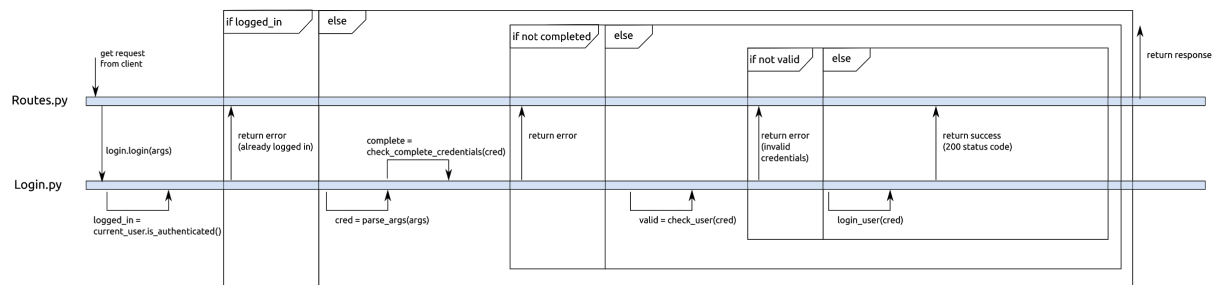 if logged_in
else
if not completed
else
if not valid
else
get request
from client
return response
Routes.py
login.login(args)
return error
(already logged in)
complete =
check_complete_credentials(cred)
return error
return error
(invalid
credentials)
return success
(200 status code)
Login.py
logged_in =
current_user.is_authenticated()
cred = parse_args(args)
valid = check_user(cred)
login_user(cred)